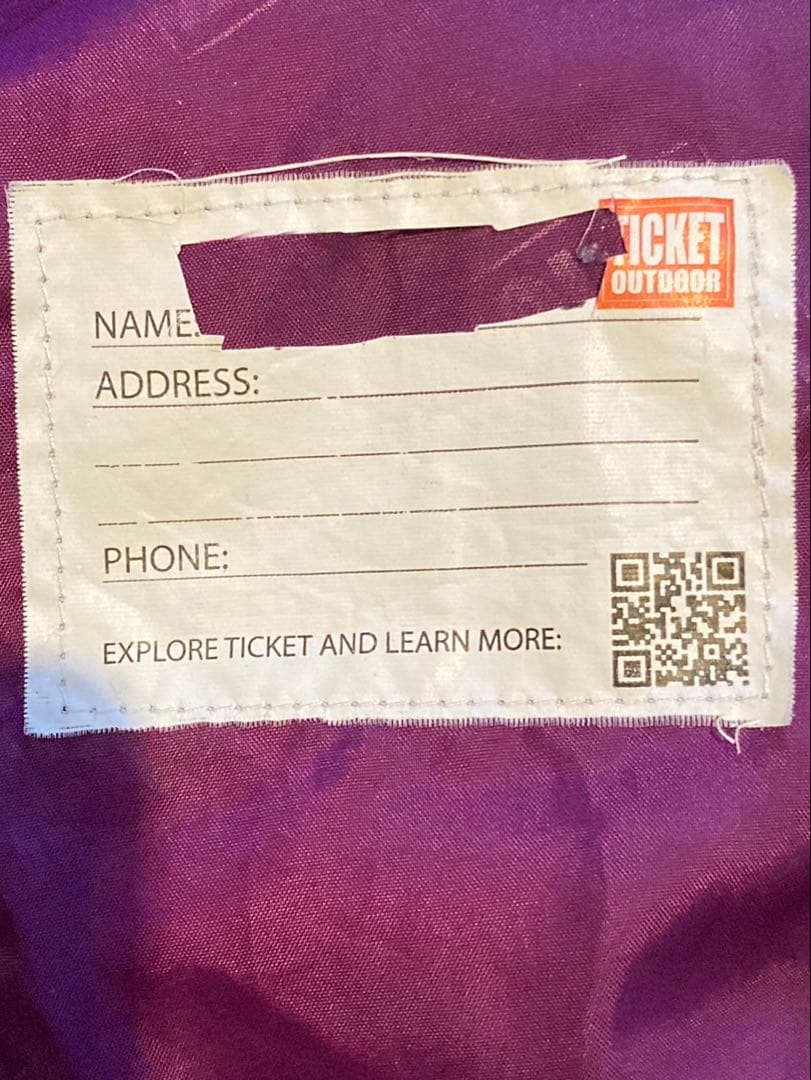 TICKET
OUTDOOR
NAME:
ADDRESS:
PHONE:
EXPLORE TICKET AND LEARN MORE: